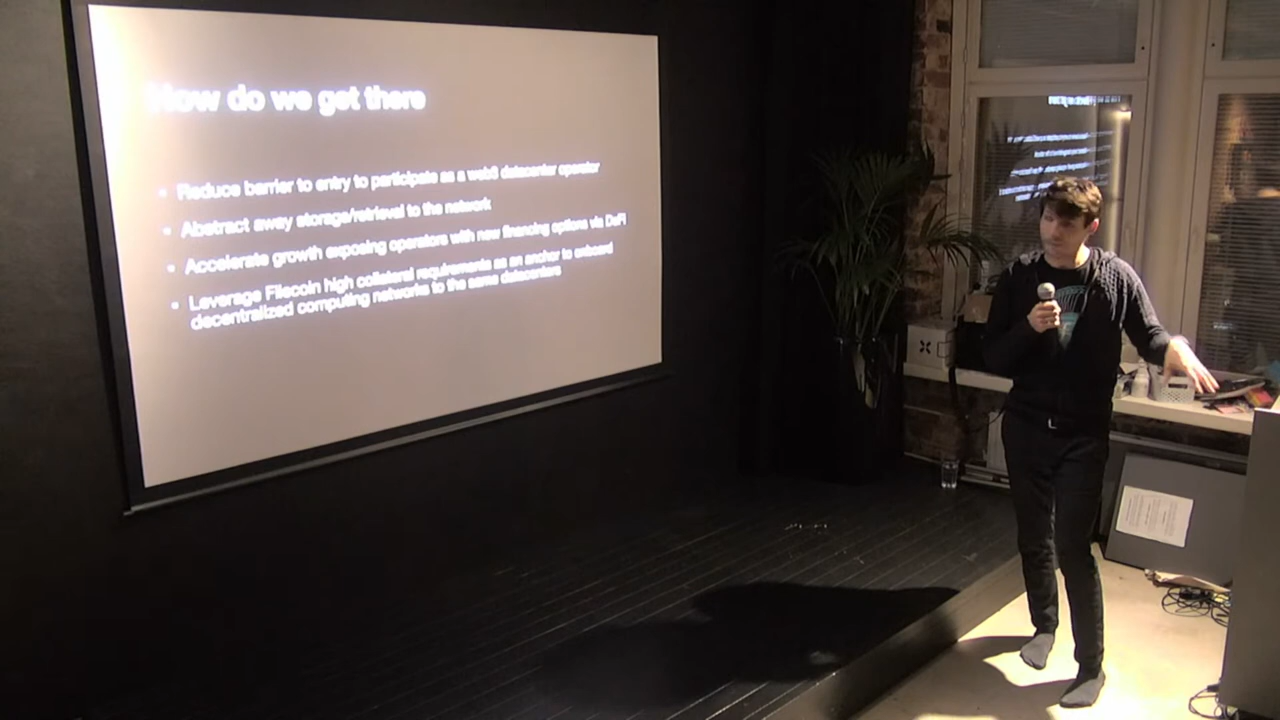 How do we get there
• Reduce barrier to entry to participate as a web3 datacenter operator
• Abstract away storage/retrieval to the network
• Accelerate growth exposing operators with new financing options via DeFi
• Leverage Filecoin high collateral requirements as an anchor to onboard
decentralized computing networks to the same datacenters